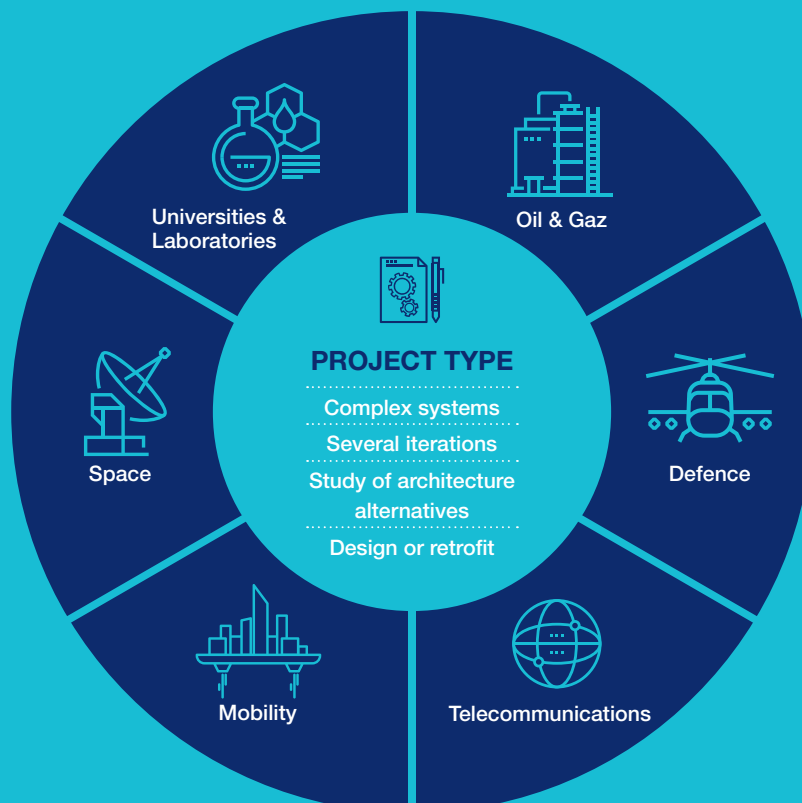 Universities &
Laboratories
Oil & Gaz
PROJECT TYPE
Complex systems
Several iterations
Study of architecture
alternatives
Design or retrofit
Space
Defence
Mobility
Telecommunications